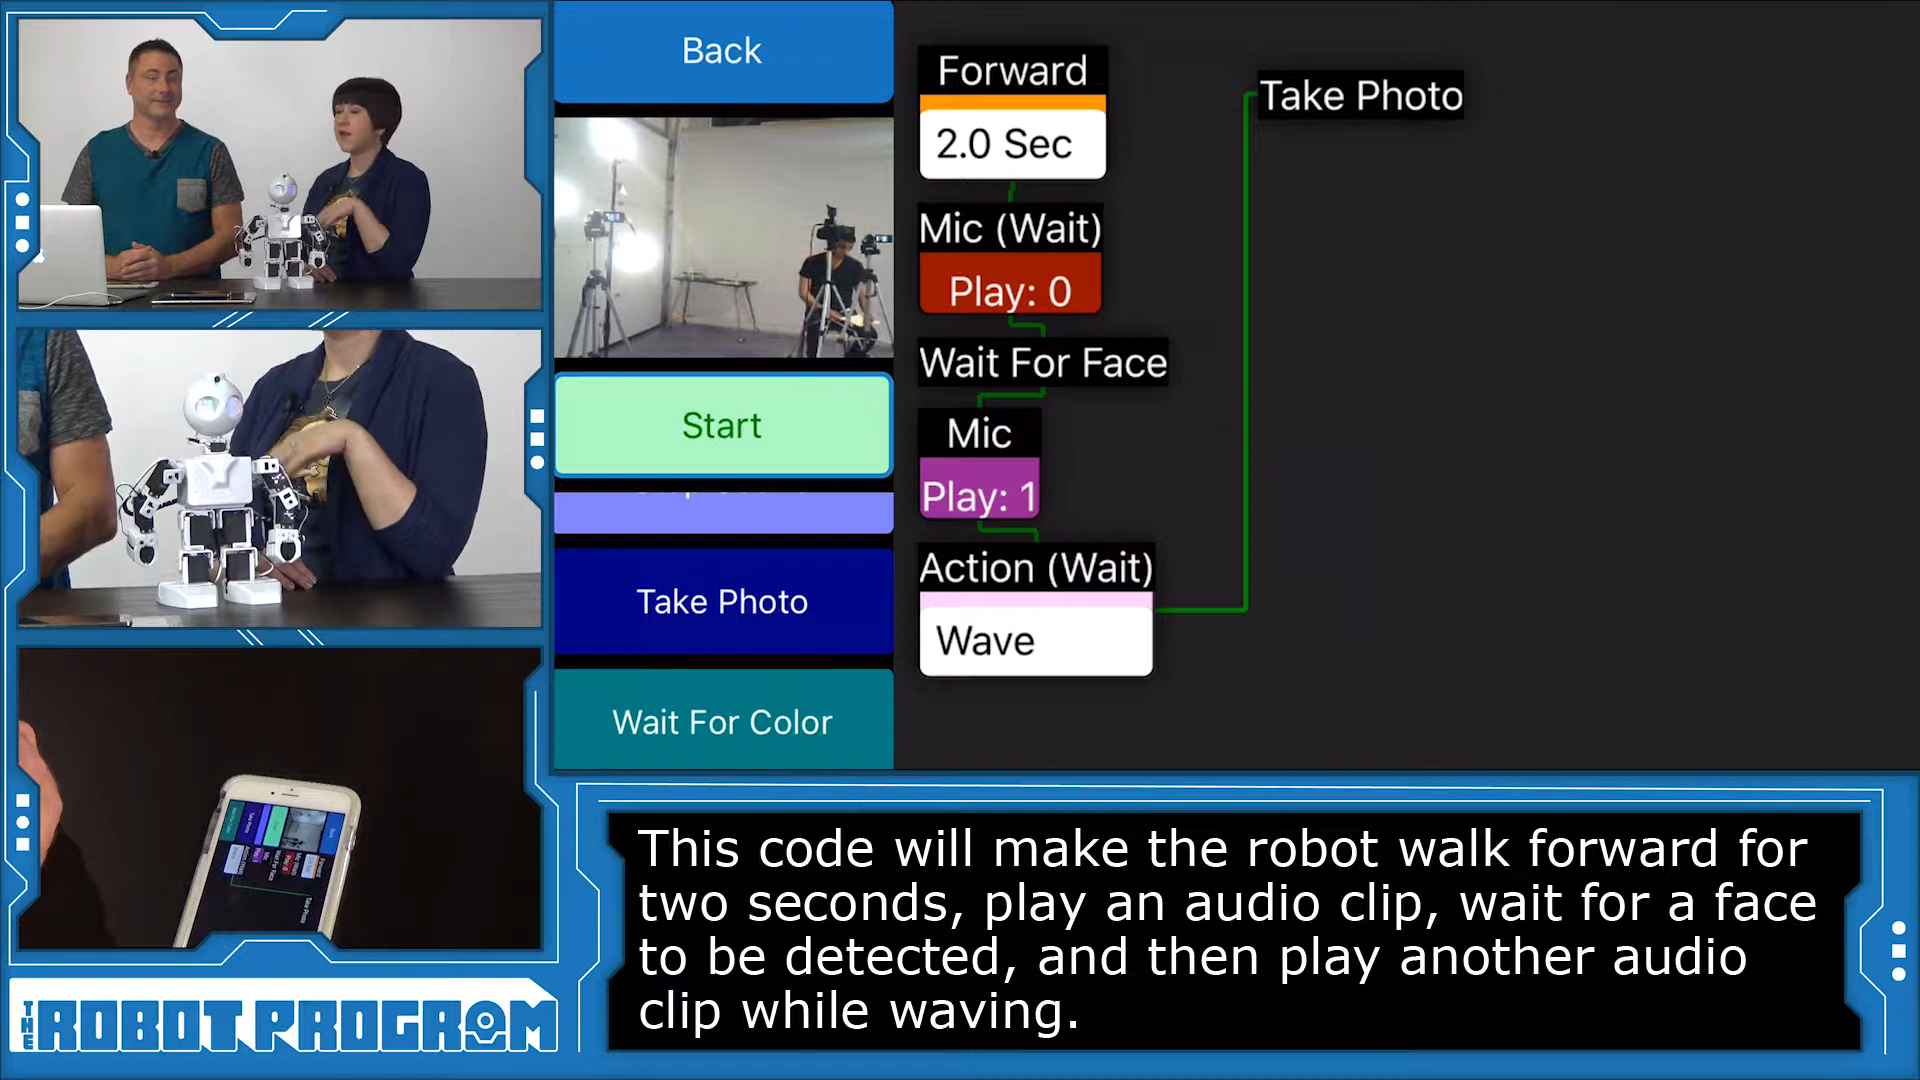 Back
Start
Take Photo
Wait For Color
Forward
2.0 Sec
Mic (Wait)
Play: 0
Wait For Face
Mic
Play: 1
Action (Wait)
Wave
Take Photo
THE ROBOT PROGRAM
This code will make the robot walk forward for
two seconds, play an audio clip, wait for a face
to be detected, and then play another audio
clip while waving.